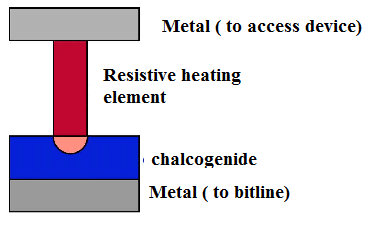 Metal ( to access device)
Resistive heating
element
chalcogenide
Metal ( to bitline)